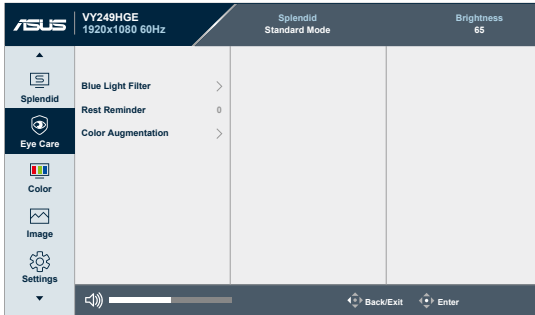 ASUS
VY249HGE
1920x1080 60Hz
Splendid
Standard Mode
Brightness
65
Splendid
Eye Care
Color
Image
Settings
Blue Light Filter
Rest Reminder 0
Color Augmentation
Back/Exit
Enter